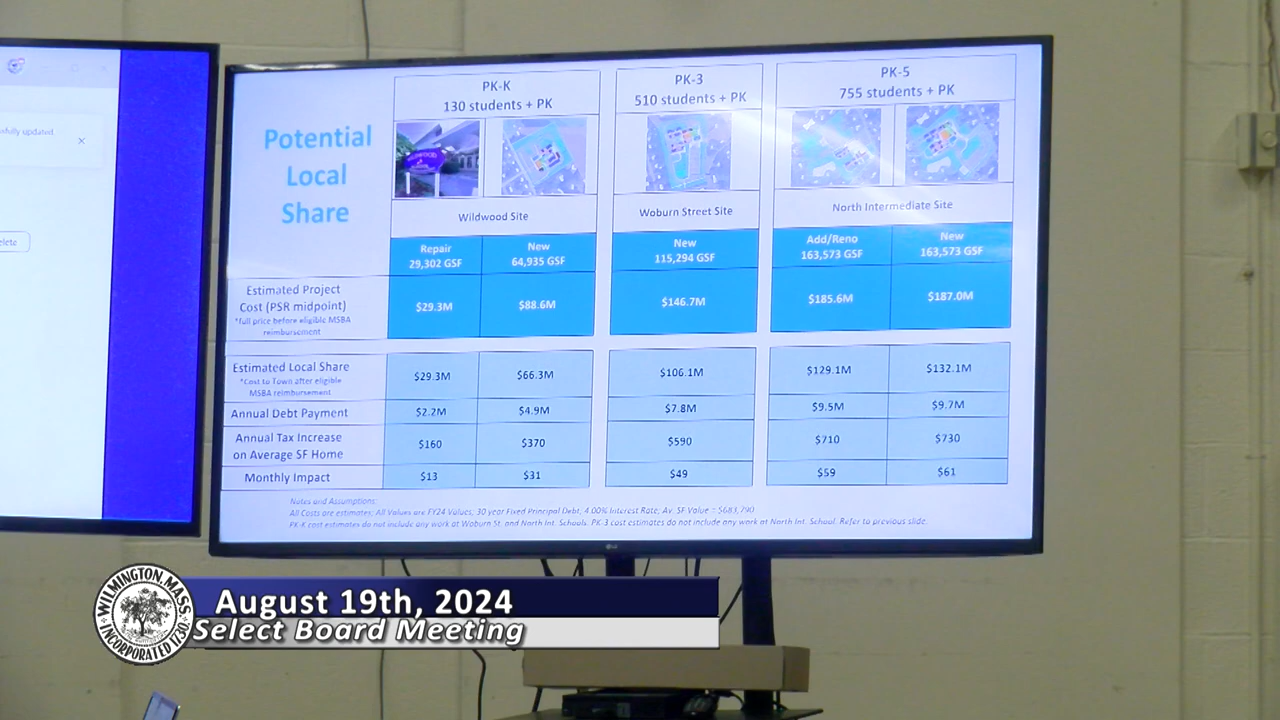 sfully updated.
elete
Potential
Local
Share
PK-K
130 students + PK
PK-3
510 students + PK
PK-5
755 students + PK
WILDWOOD
Wildwood Site
Woburn Street Site
North Intermediate Site
Repair
29,302 GSF
New
64,935 GSF
New
115,294 GSF
Add/Reno
163,573 GSF
New
163,573 GSF
Estimated Project
Cost (PSR midpoint)
*full price before eligible MSBA
reimbursement
$29.3M
$88.6M
$146.7M
$185.6M
$187.0M
Estimated Local Share
*Cost to Town after eligible
MSBA reimbursement
$29.3M
$66.3M
$106.1M
$129.1M
$132.1M
Annual Debt Payment
$2.2M
$4.9M
$7.8M
$9.5M
$9.7M
Annual Tax Increase
on Average SF Home
$160
$370
$590
$710
$730
Monthly Impact
$13
$31
$49
$59
$61
Notes and Assumptions:
All Costs are estimates; All Values are FY24 Values; 30 year Fixed Principal Debt; 4.00% Interest Rate; Av. SF Value = $683,790
PK-K cost estimates do not include any work at Woburn St. and North Int. Schools. PK-3 cost estimates do not include any work at North Int. School. Refer to previous slide.
LG
WILMINGTON, MASS.
INCORPORATED 1730
August 19th, 2024
Select Board Meeting